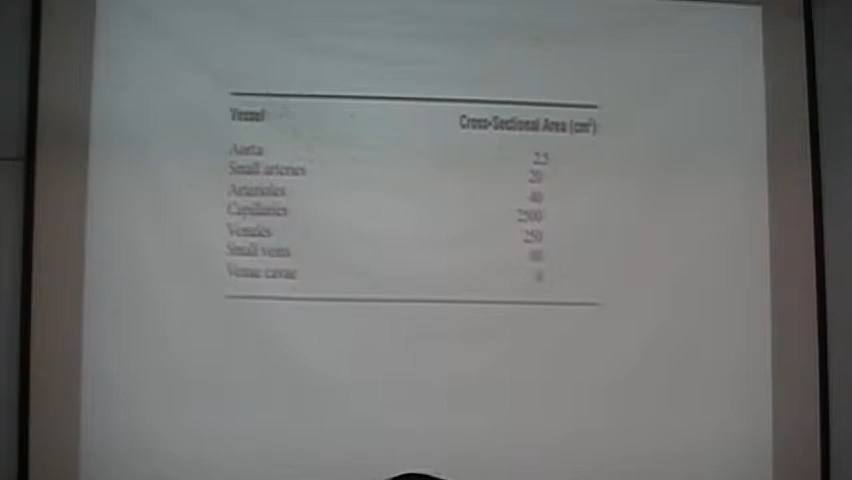 Vessel Cross-Sectional Area (cm²)
Aorta 2.5
Small arteries 20
Arterioles 40
Capillaries 2500
Venules 250
Small veins 80
Venae cavae 8